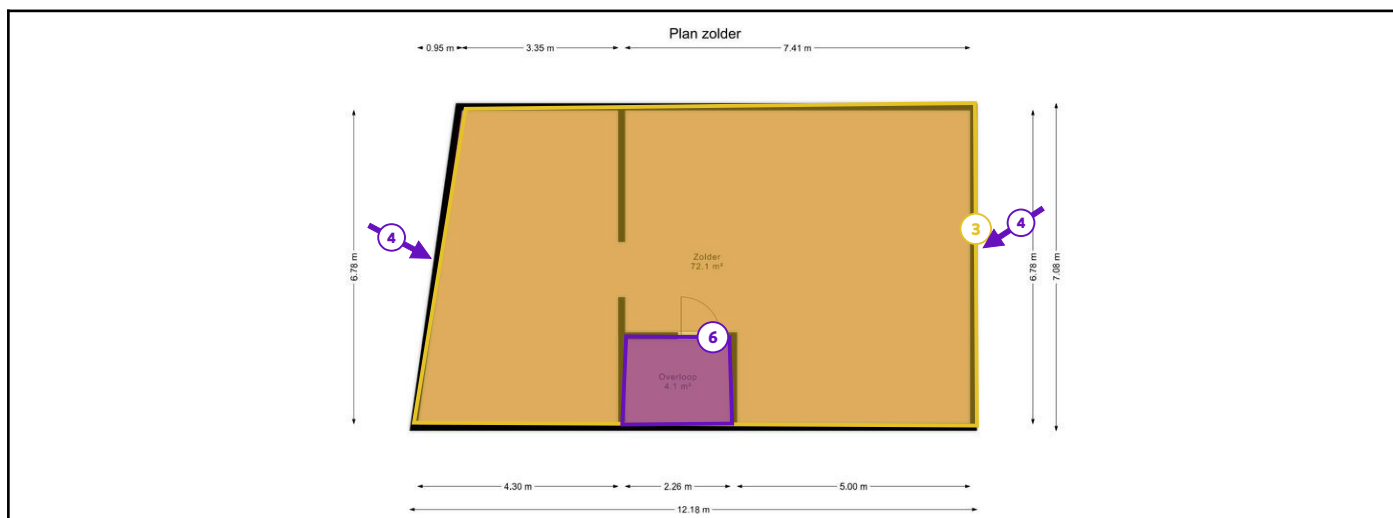 Plan zolder
0.95 m
3.35 m
7.41 m
6.78 m
4
3
4
6.78 m
7.08 m
Zolder
72.1 m²
6
Overloop
4.1 m²
4.30 m
2.26 m
5.00 m
12.18 m